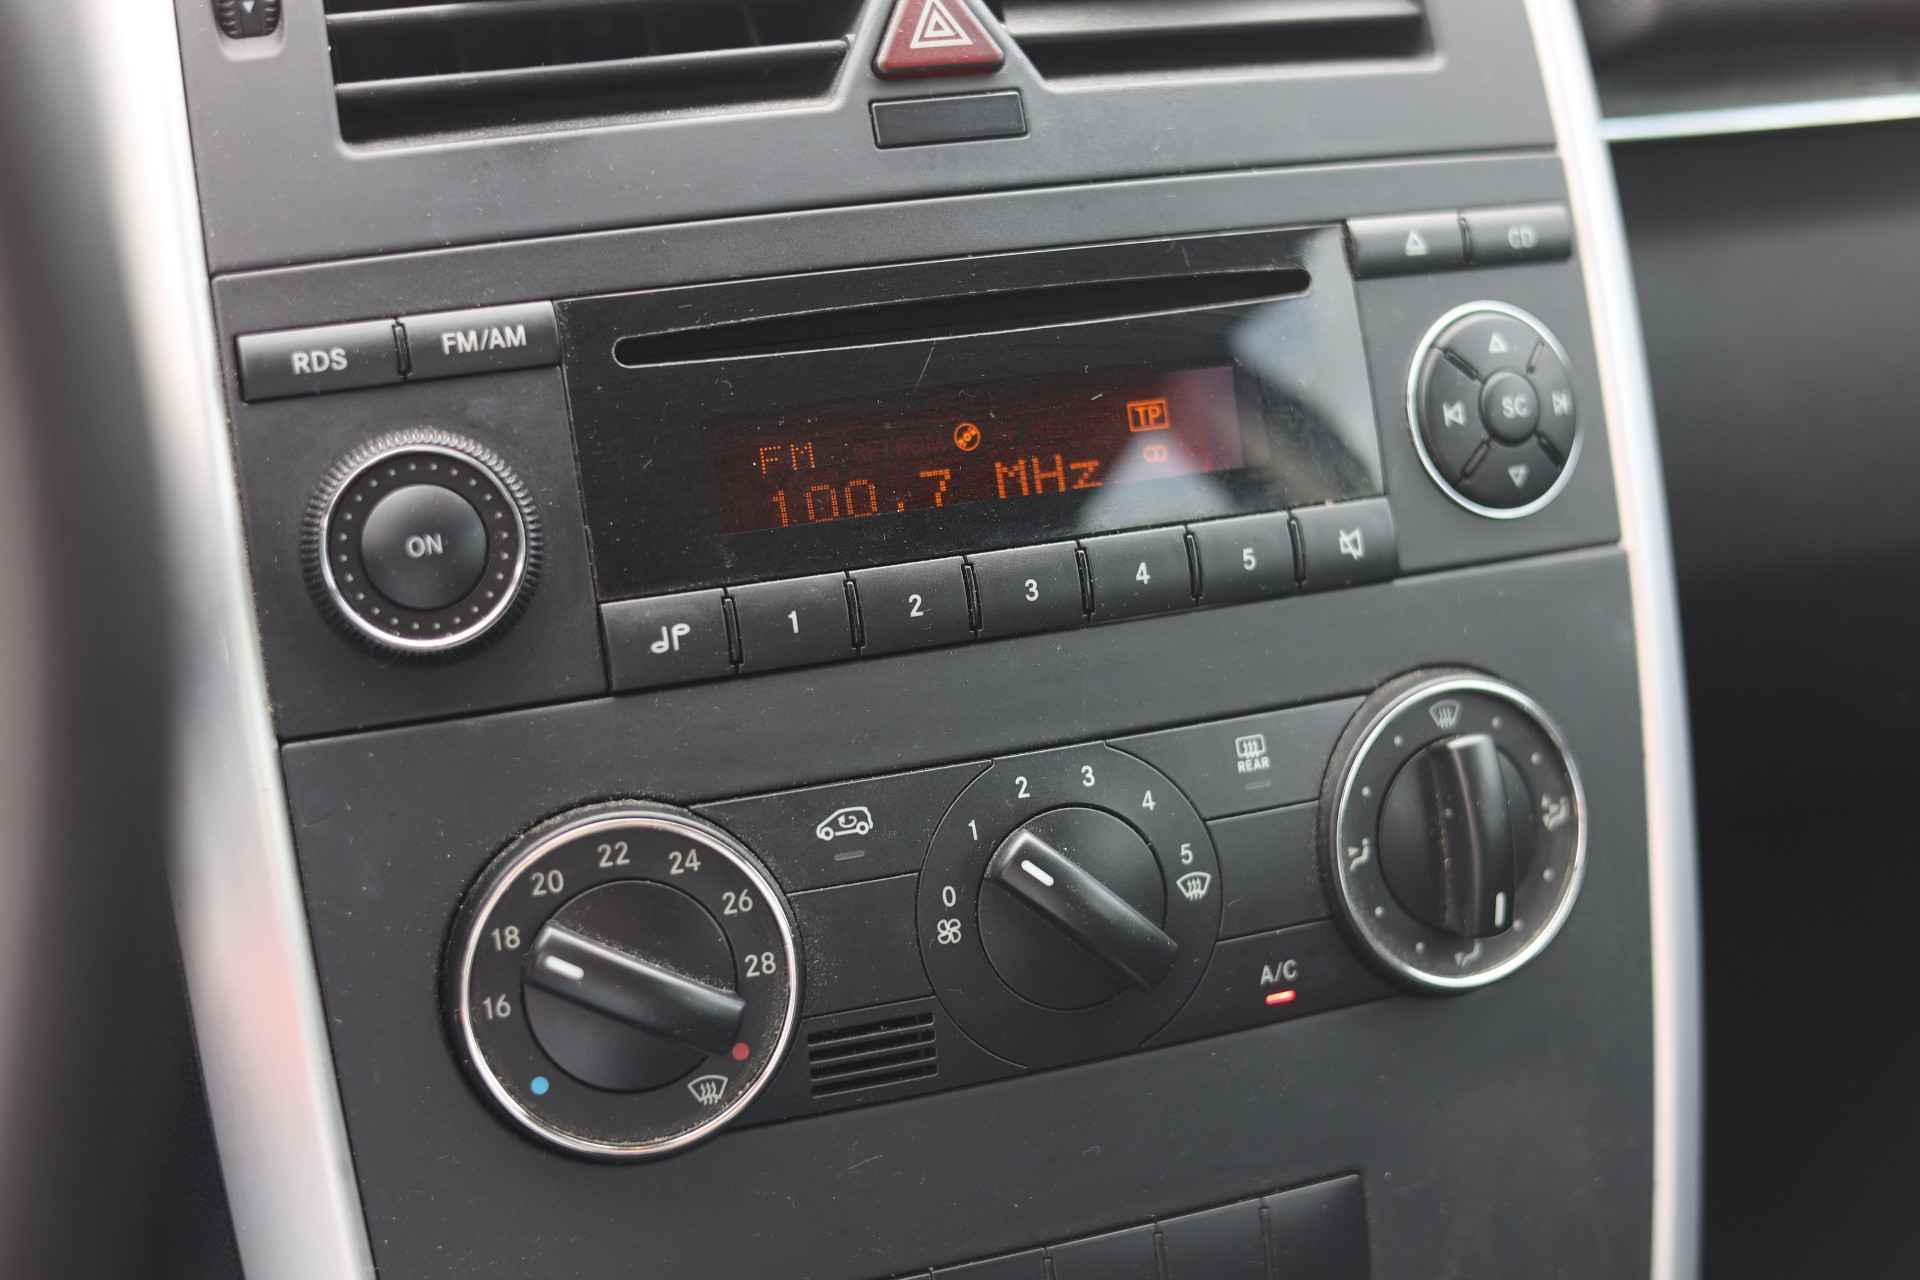 CD
RDS FM/AM
SC
TP
FM
100.7 MHz
ON
1 2 3 4 5
REAR
0 1 2 3 4 5
16 18 20 22 24 26 28
A/C